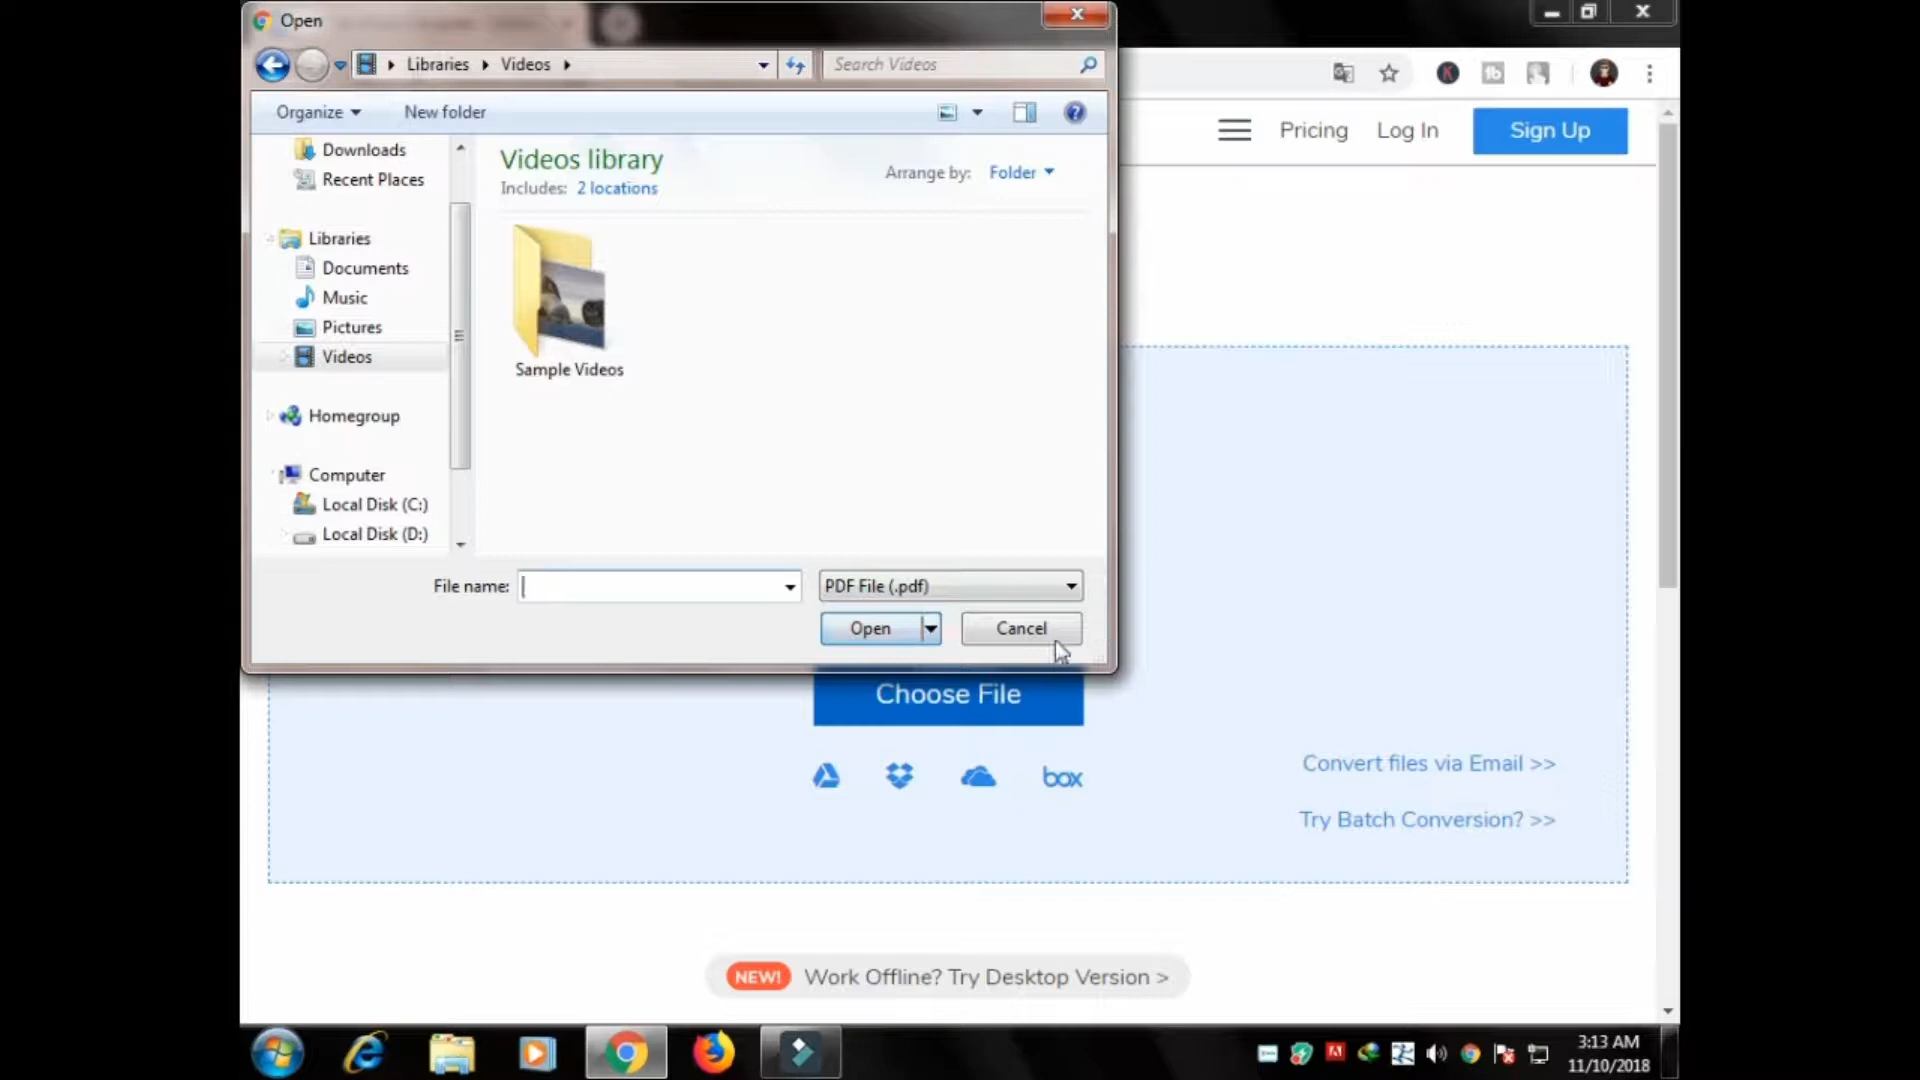 Open
Libraries Videos
Search Videos
Organize
New folder
Downloads
Recent Places
Libraries
Documents
Music
Pictures
Videos
Homegroup
Computer
Local Disk (C:)
Local Disk (D:)
Videos library
Includes: 2 locations
Arrange by: Folder
Sample Videos
File name:
PDF File (.pdf)
Open
Cancel
Pricing
Log In
Sign Up
Choose File
box
Convert files via Email >>
Try Batch Conversion? >>
NEW! Work Offline? Try Desktop Version >
3:13 AM
11/10/2018